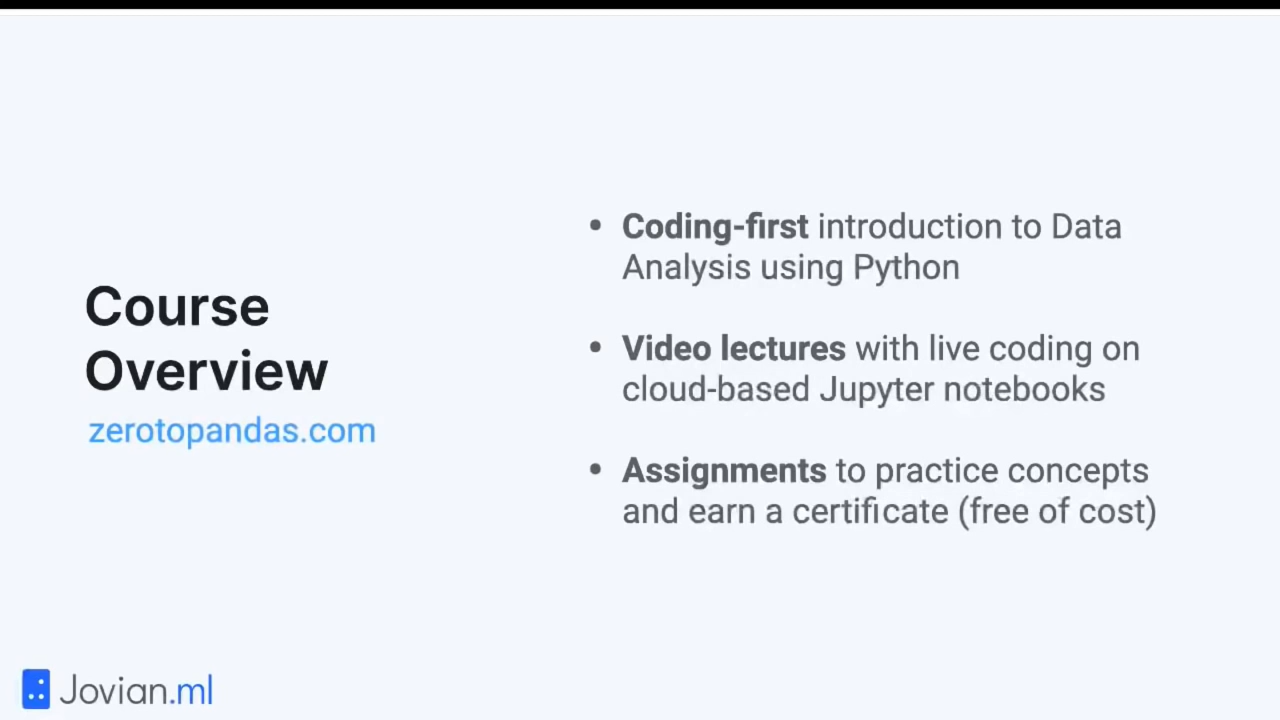 Course
Overview
zerotopandas.com
• Coding-first introduction to Data
Analysis using Python
• Video lectures with live coding on
cloud-based Jupyter notebooks
• Assignments to practice concepts
and earn a certificate (free of cost)
Jovian.ml